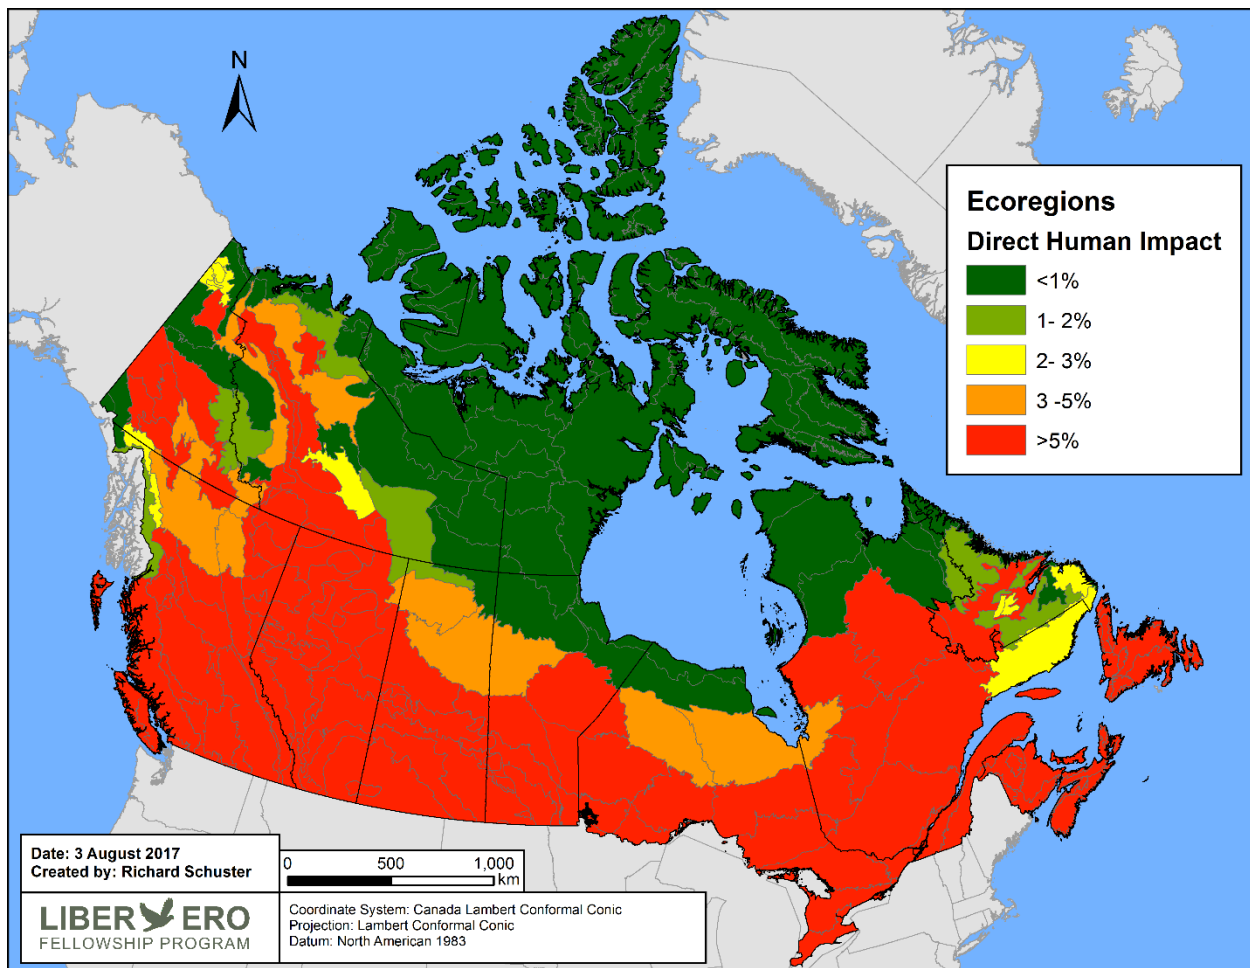 N
Ecoregions
Direct Human Impact
<1%
1- 2%
2- 3%
3 -5%
>5%
Date: 3 August 2017
Created by: Richard Schuster
0 500 1,000
km
LIBER ERO
FELLOWSHIP PROGRAM
Coordinate System: Canada Lambert Conformal Conic
Projection: Lambert Conformal Conic
Datum: North American 1983